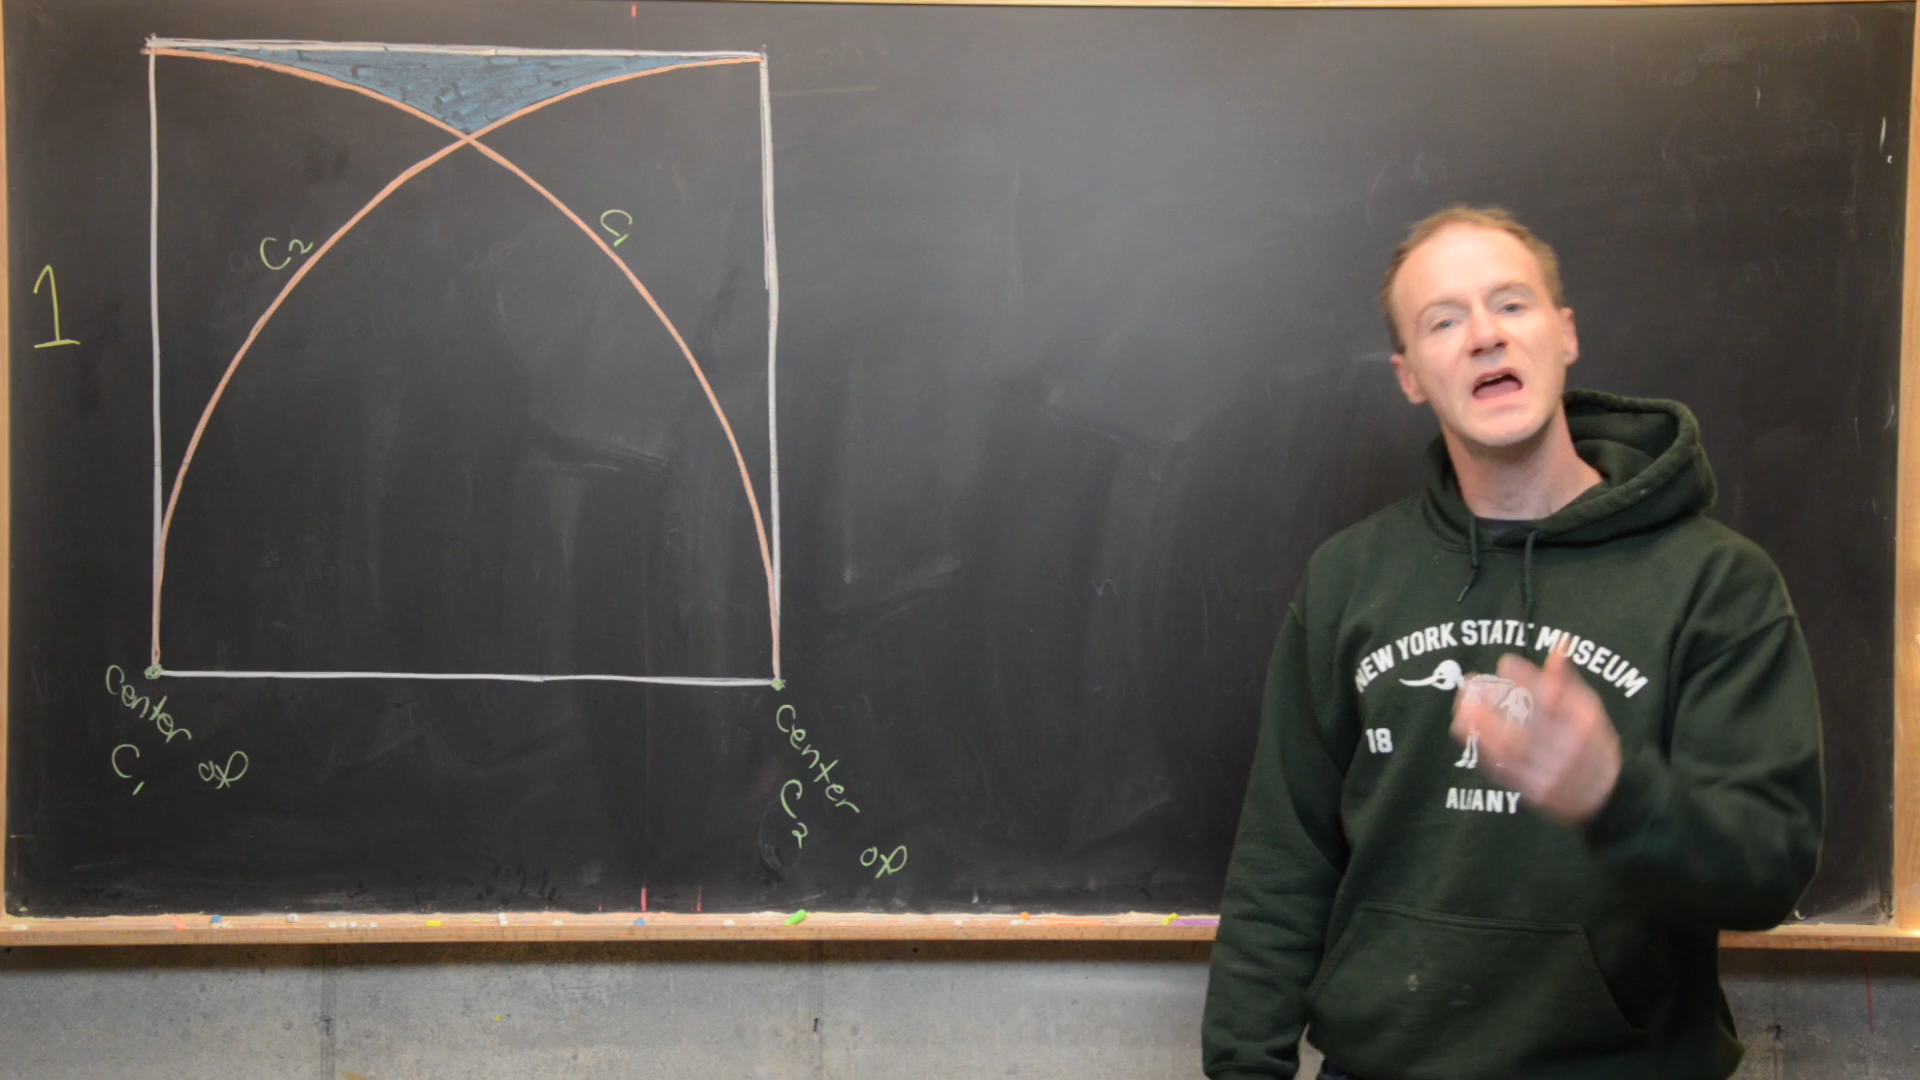 C2
C1
1
center
of
C1
center
of
C2
NEW YORK STATE MUSEUM
18
ALBANY